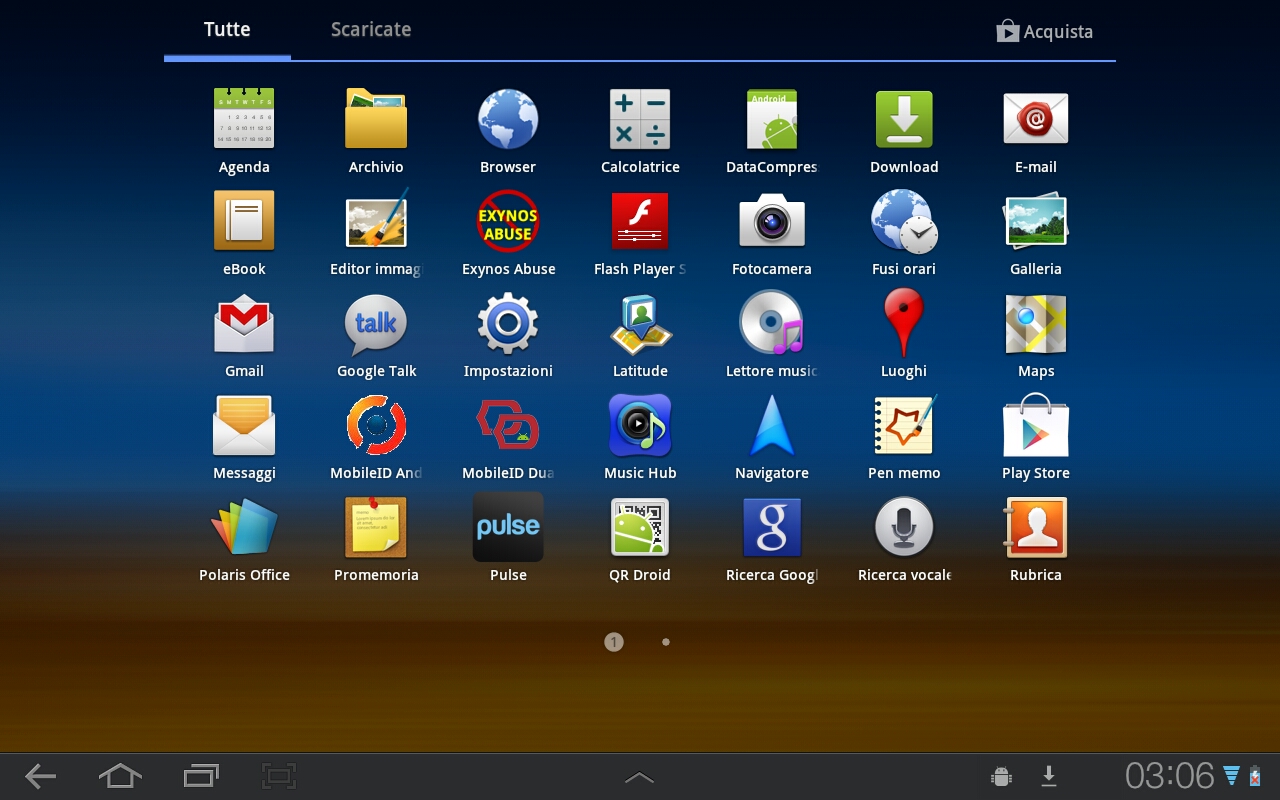 Tutte
Scaricate
Acquista
Android
Agenda
Archivio
Browser
Calcolatrice
DataCompres
Download
E-mail
EXYNOS
ABUSE
eBook
Editor immag
Exynos Abuse
Flash Player S
Fotocamera
Fusi orari
Galleria
talk
Gmail
Google Talk
Impostazioni
Latitude
Lettore music
Luoghi
Maps
Messaggi
MobileID And
MobileID Dua
Music Hub
Navigatore
Pen memo
Play Store
pulse
g
Polaris Office
Promemoria
Pulse
QR Droid
Ricerca Googl
Ricerca vocale
Rubrica
1
03:06